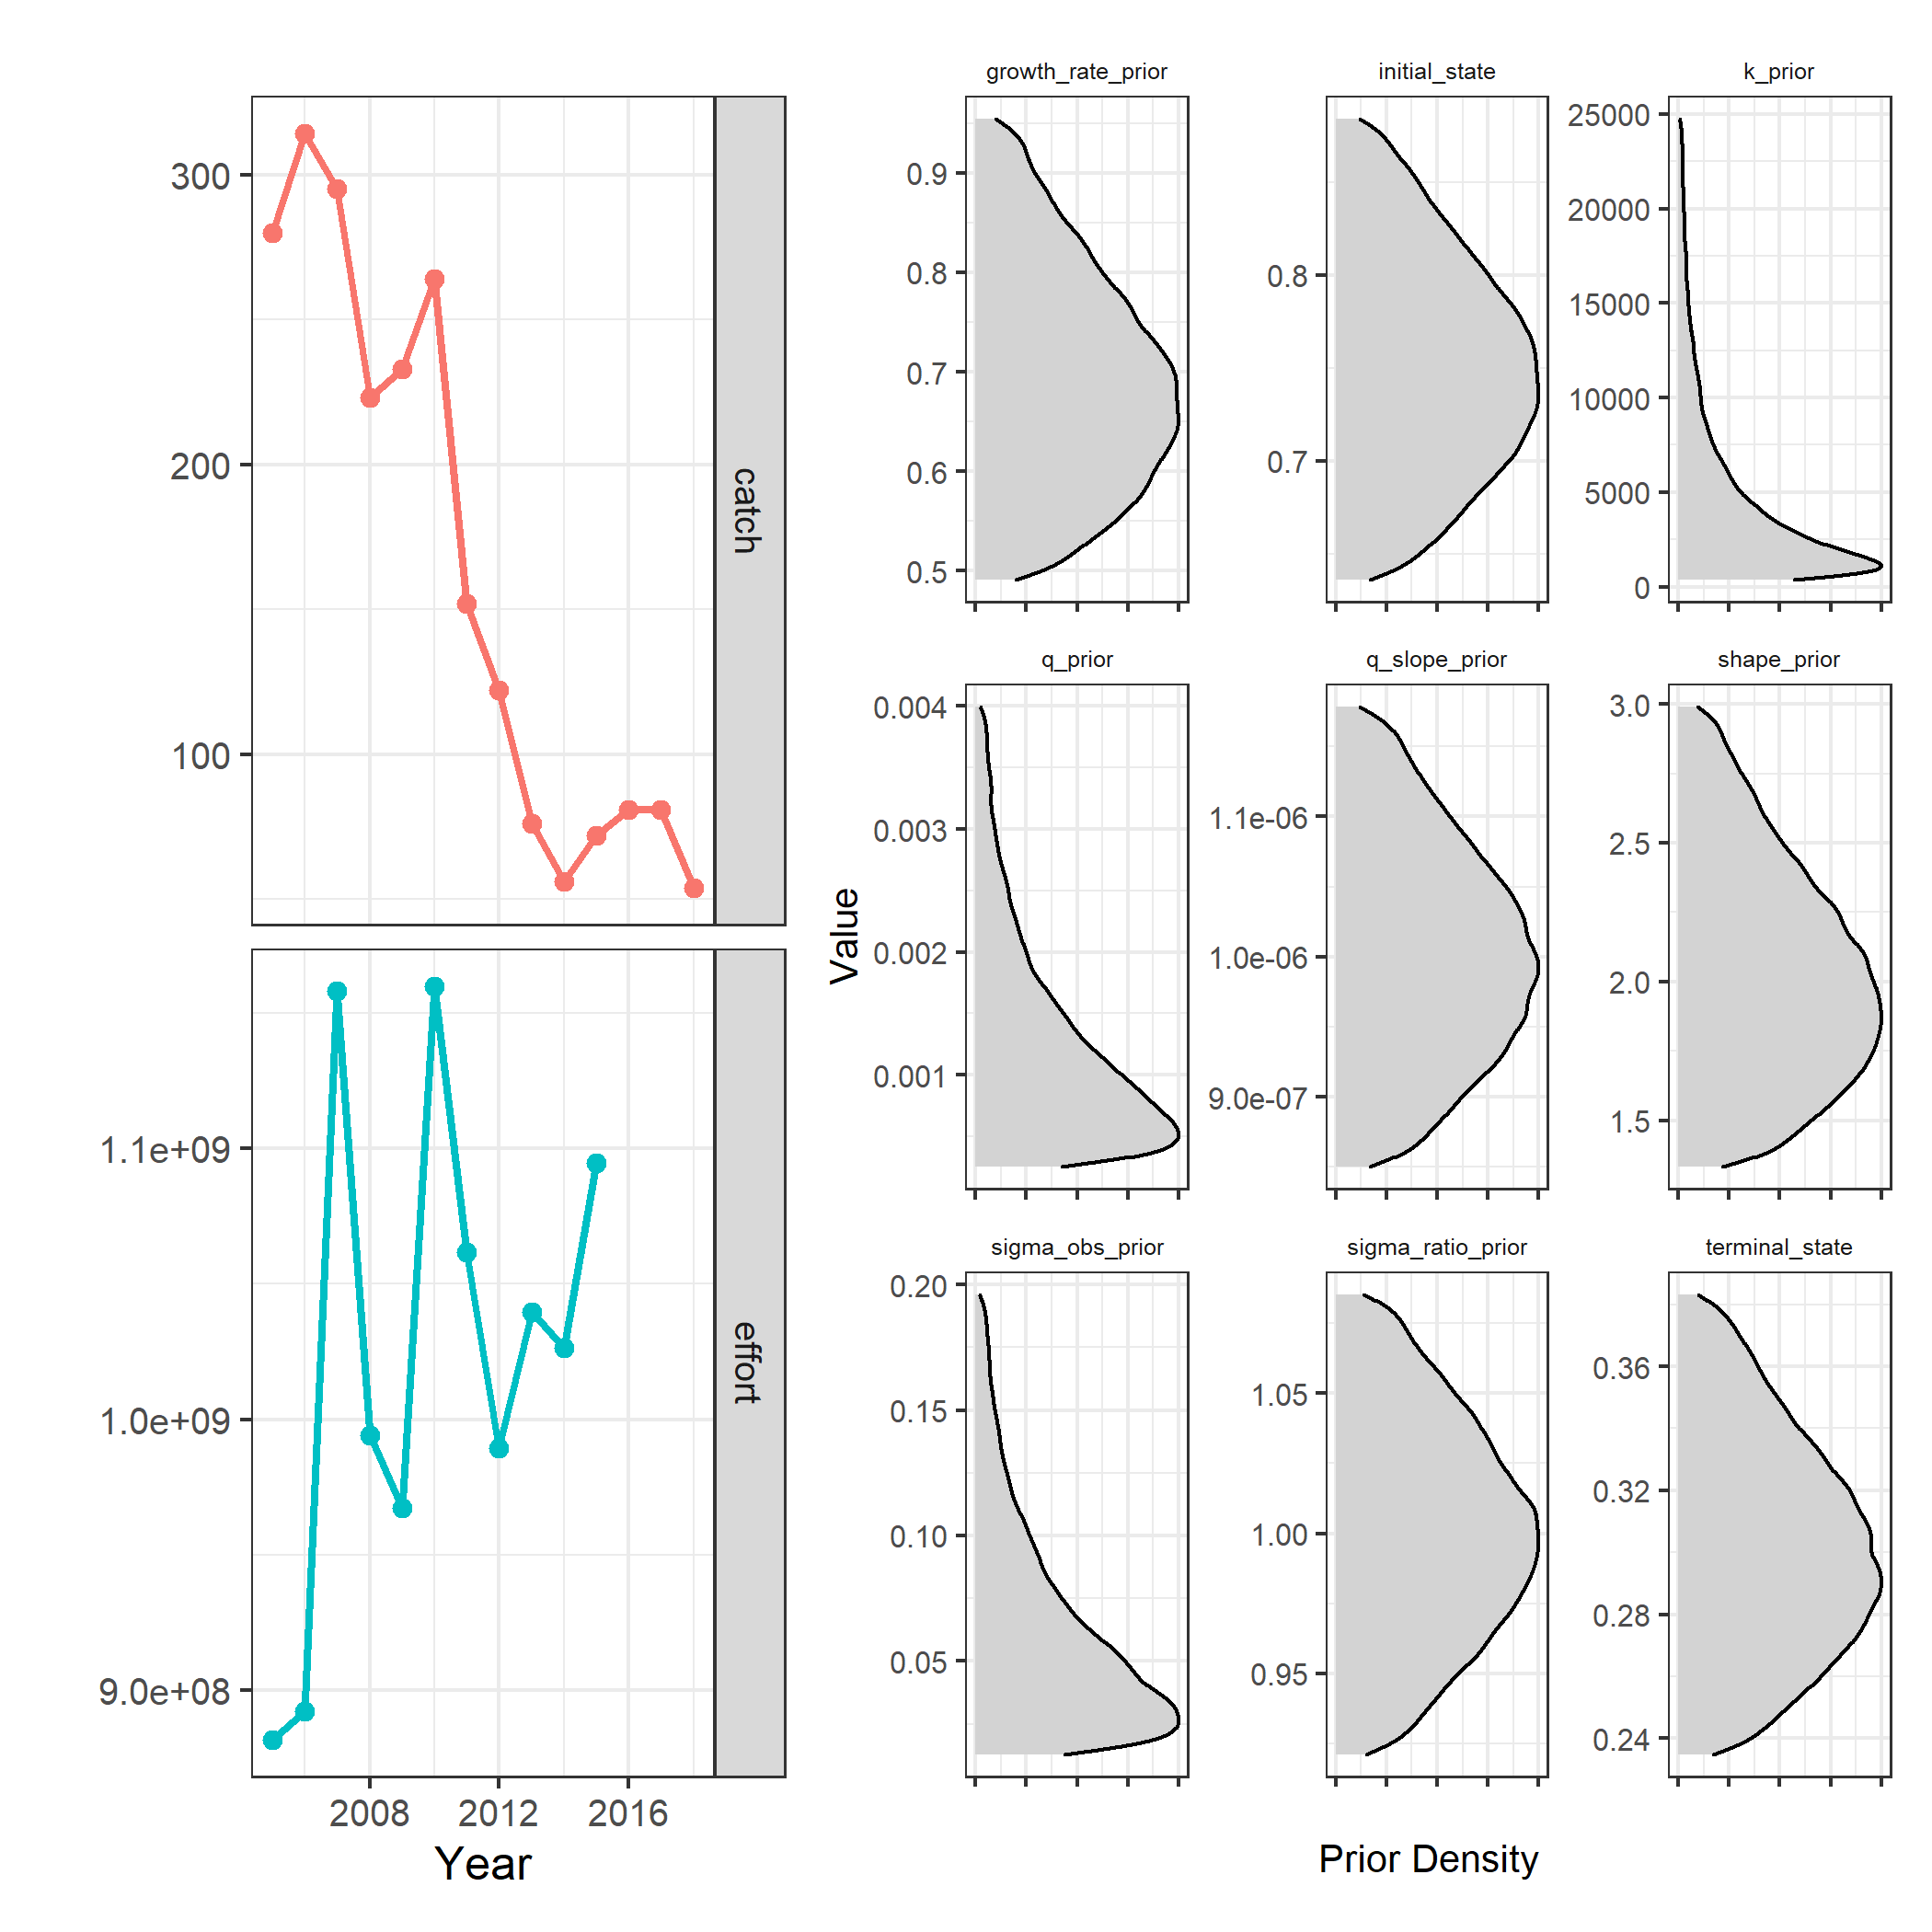 300
200
100
catch
1.1e+09
1.0e+09
9.0e+08
effort
2008 2012 2016
Year
Value
growth_rate_prior
0.9
0.8
0.7
0.6
0.5
initial_state
0.8
0.7
k_prior
25000
20000
15000
10000
5000
0
q_prior
0.004
0.003
0.002
0.001
q_slope_prior
1.1e-06
1.0e-06
9.0e-07
shape_prior
3.0
2.5
2.0
1.5
sigma_obs_prior
0.20
0.15
0.10
0.05
sigma_ratio_prior
1.05
1.00
0.95
terminal_state
0.36
0.32
0.28
0.24
Prior Density